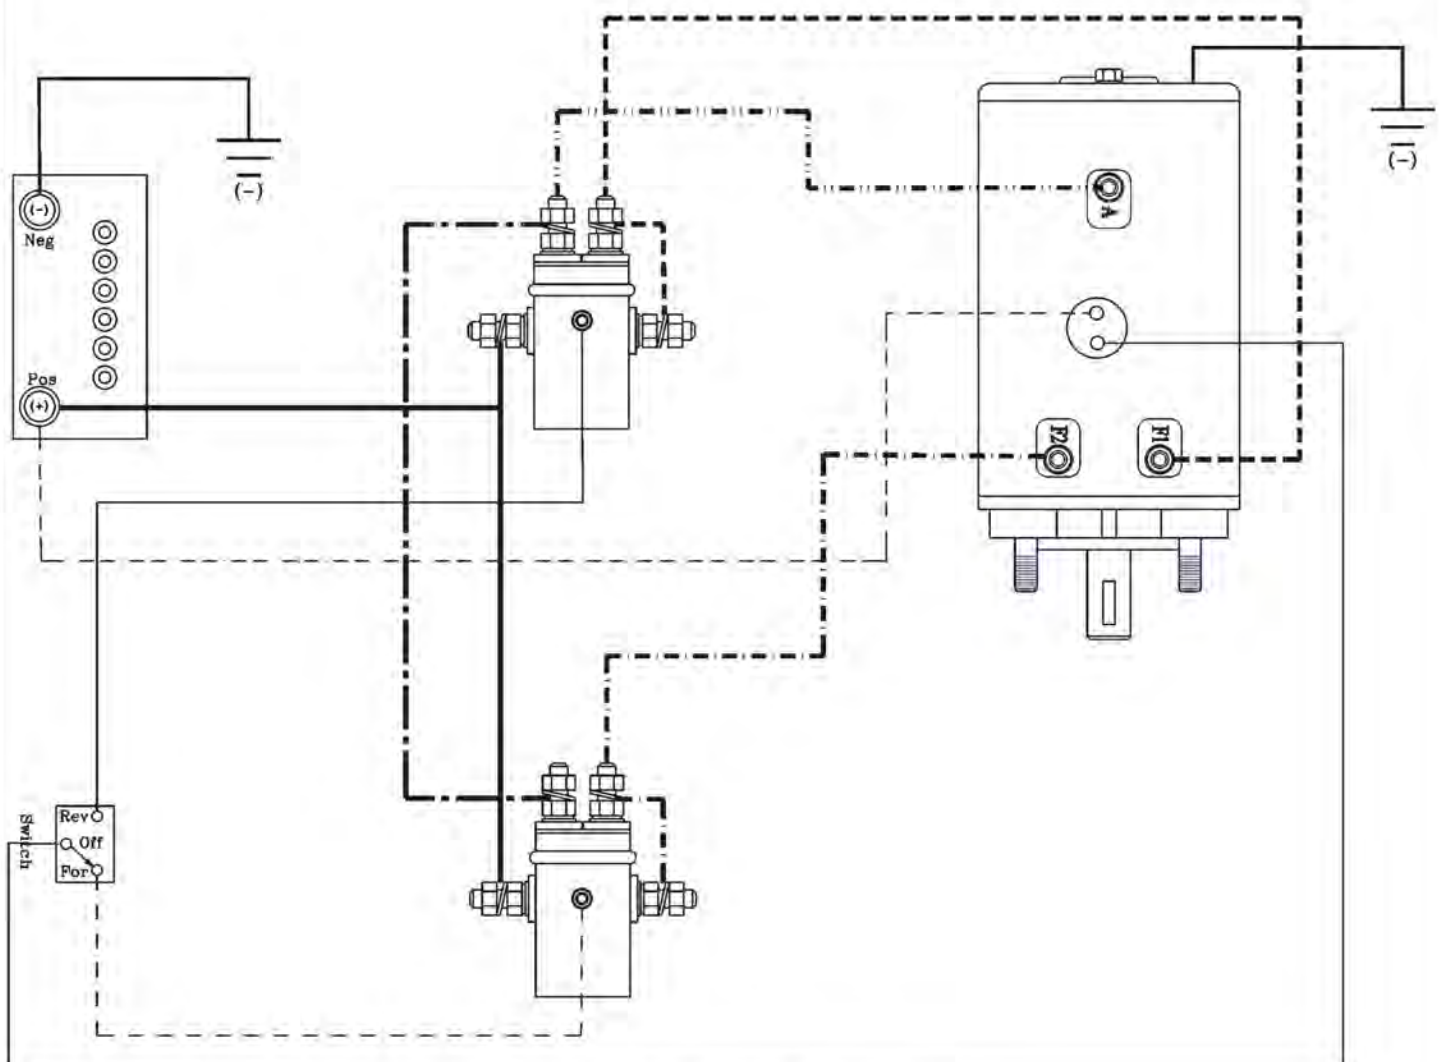 (-)
(-)
(-)
Neg
A
Pos
(+)
F2
F1
Switch
Rev
Off
For